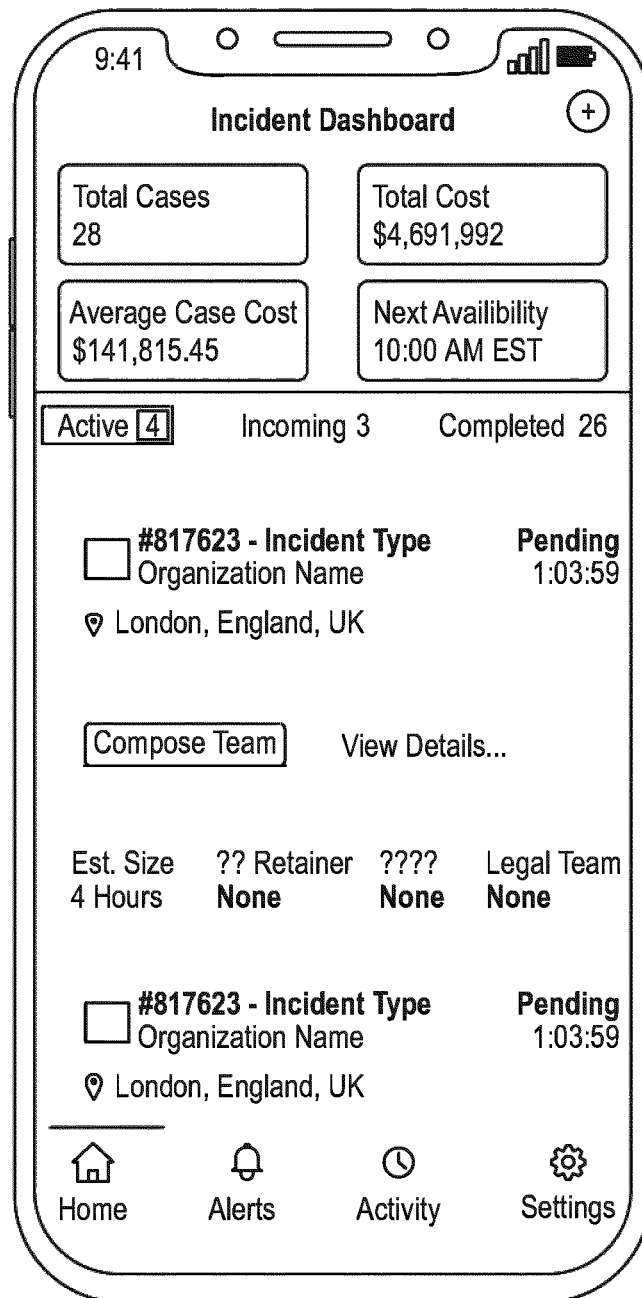 9:41
Incident Dashboard
+
Total Cases
28
Total Cost
$4,691,992
Average Case Cost
$141,815.45
Next Availibility
10:00 AM EST
Active 4 Incoming 3 Completed 26
#817623 - Incident Type Pending
Organization Name 1:03:59
London, England, UK
Compose Team View Details...
Est. Size ?? Retainer ???? Legal Team
4 Hours None None None
#817623 - Incident Type Pending
Organization Name 1:03:59
London, England, UK
Home Alerts Activity Settings